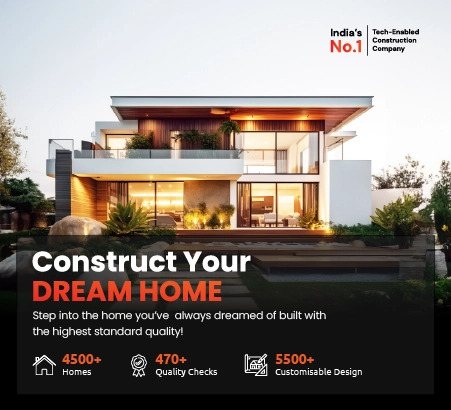 India's
No.1
Tech-Enabled
Construction
Company
Construct Your
DREAM HOME
Step into the home you've always dreamed of built with
the highest standard quality!
4500+
Homes
470+
Quality Checks
5500+
Customisable Design